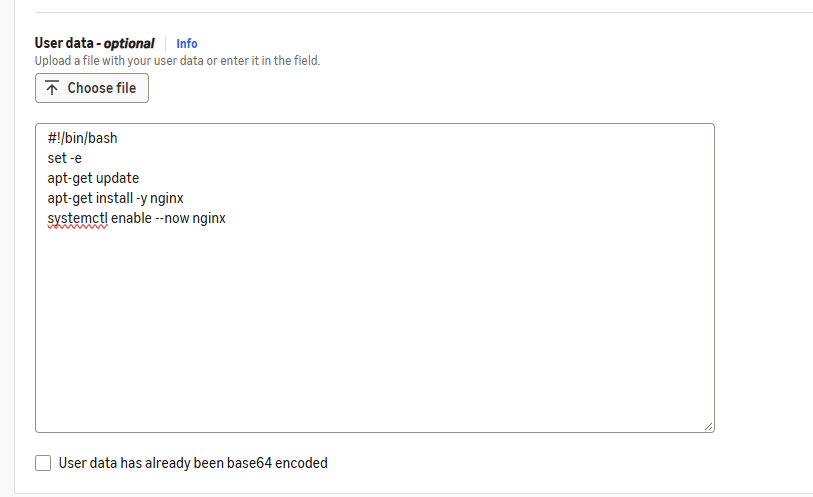 User data - optional Info
Upload a file with your user data or enter it in the field.
Choose file
#!/bin/bash
set -e
apt-get update
apt-get install -y nginx
systemctl enable --now nginx
User data has already been base64 encoded